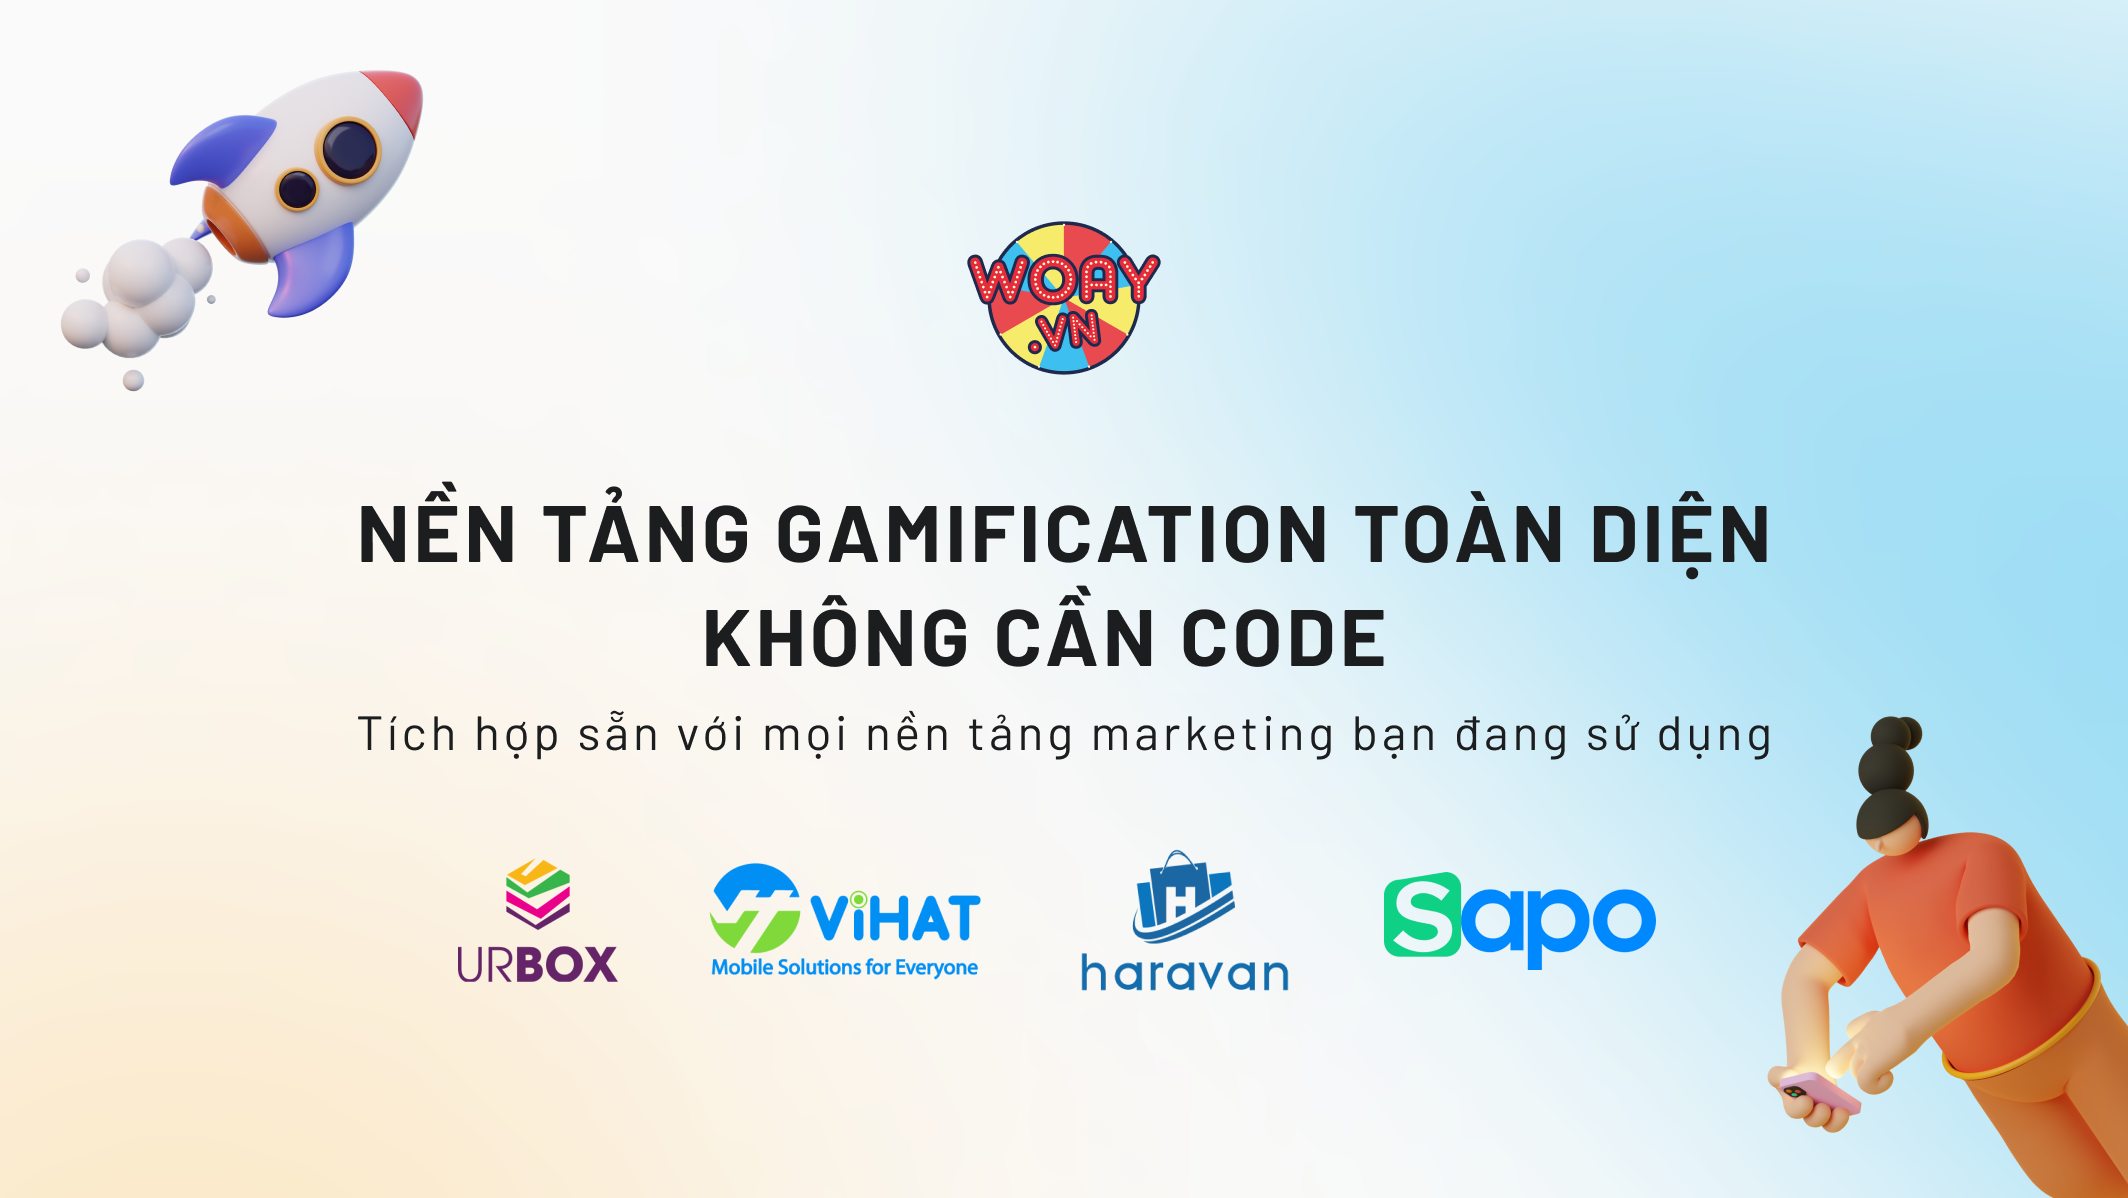 WOAY
.VN
NỀN TẢNG GAMIFICATION TOÀN DIỆN
KHÔNG CẦN CODE
Tích hợp sẵn với mọi nền tảng marketing bạn đang sử dụng
URBOX
ViHAT
Mobile Solutions for Everyone
H
haravan
Sapo